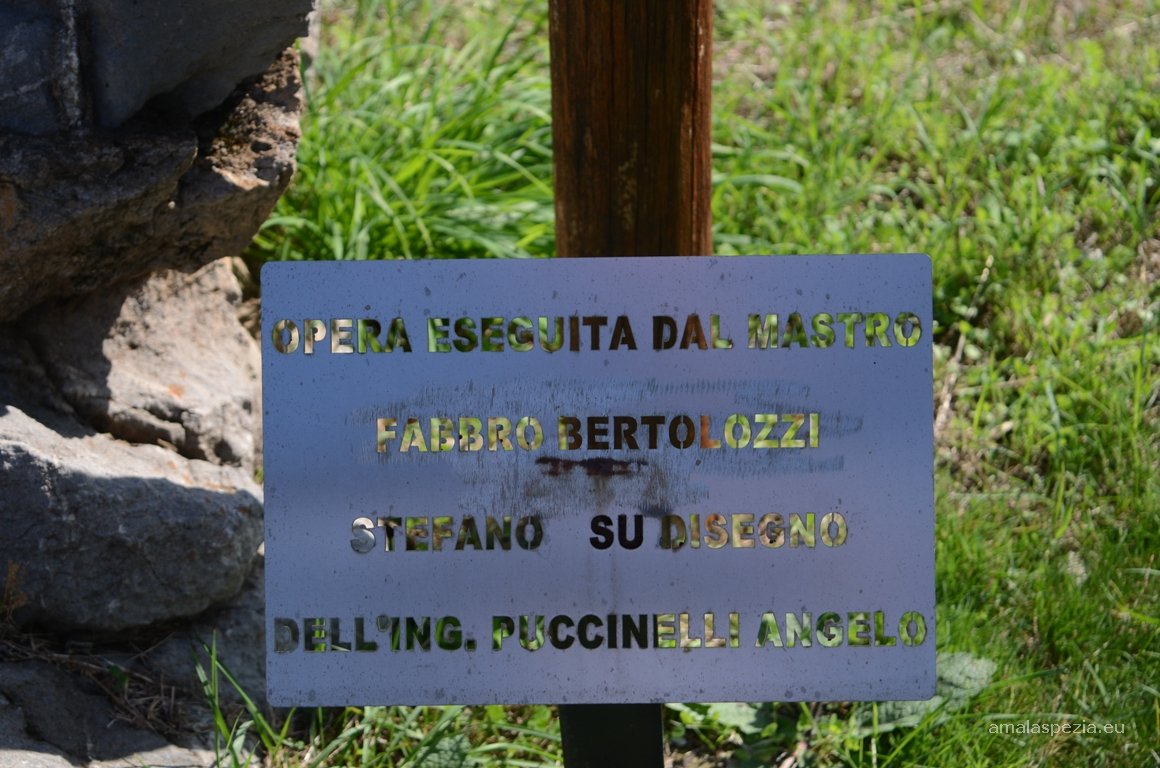 OPERA ESEGUITA DAL MASTRO
FABBRO BERTOLOZZI
STEFANO SU DISEGNO
DELL'ING. PUCCINELLI ANGELO
amalaspezia.eu